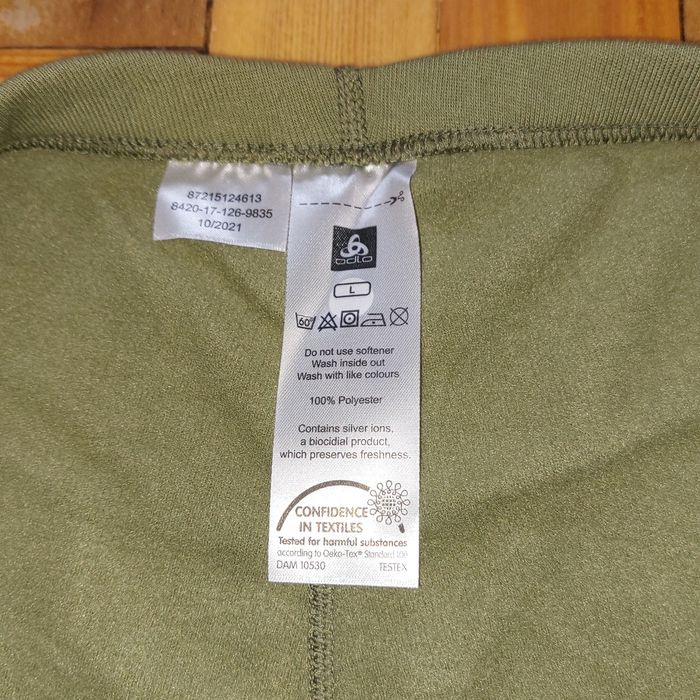 87215124613
8420-17-126-9835
10/2021
odlo
L
60°
Do not use softener
Wash inside out
Wash with like colours
100% Polyester
Contains silver ions,
a biocidial product,
which preserves freshness.
CONFIDENCE
IN TEXTILES
Tested for harmful substances
according to Oeko-Tex® Standard 100
DAM 10530 TESTEX